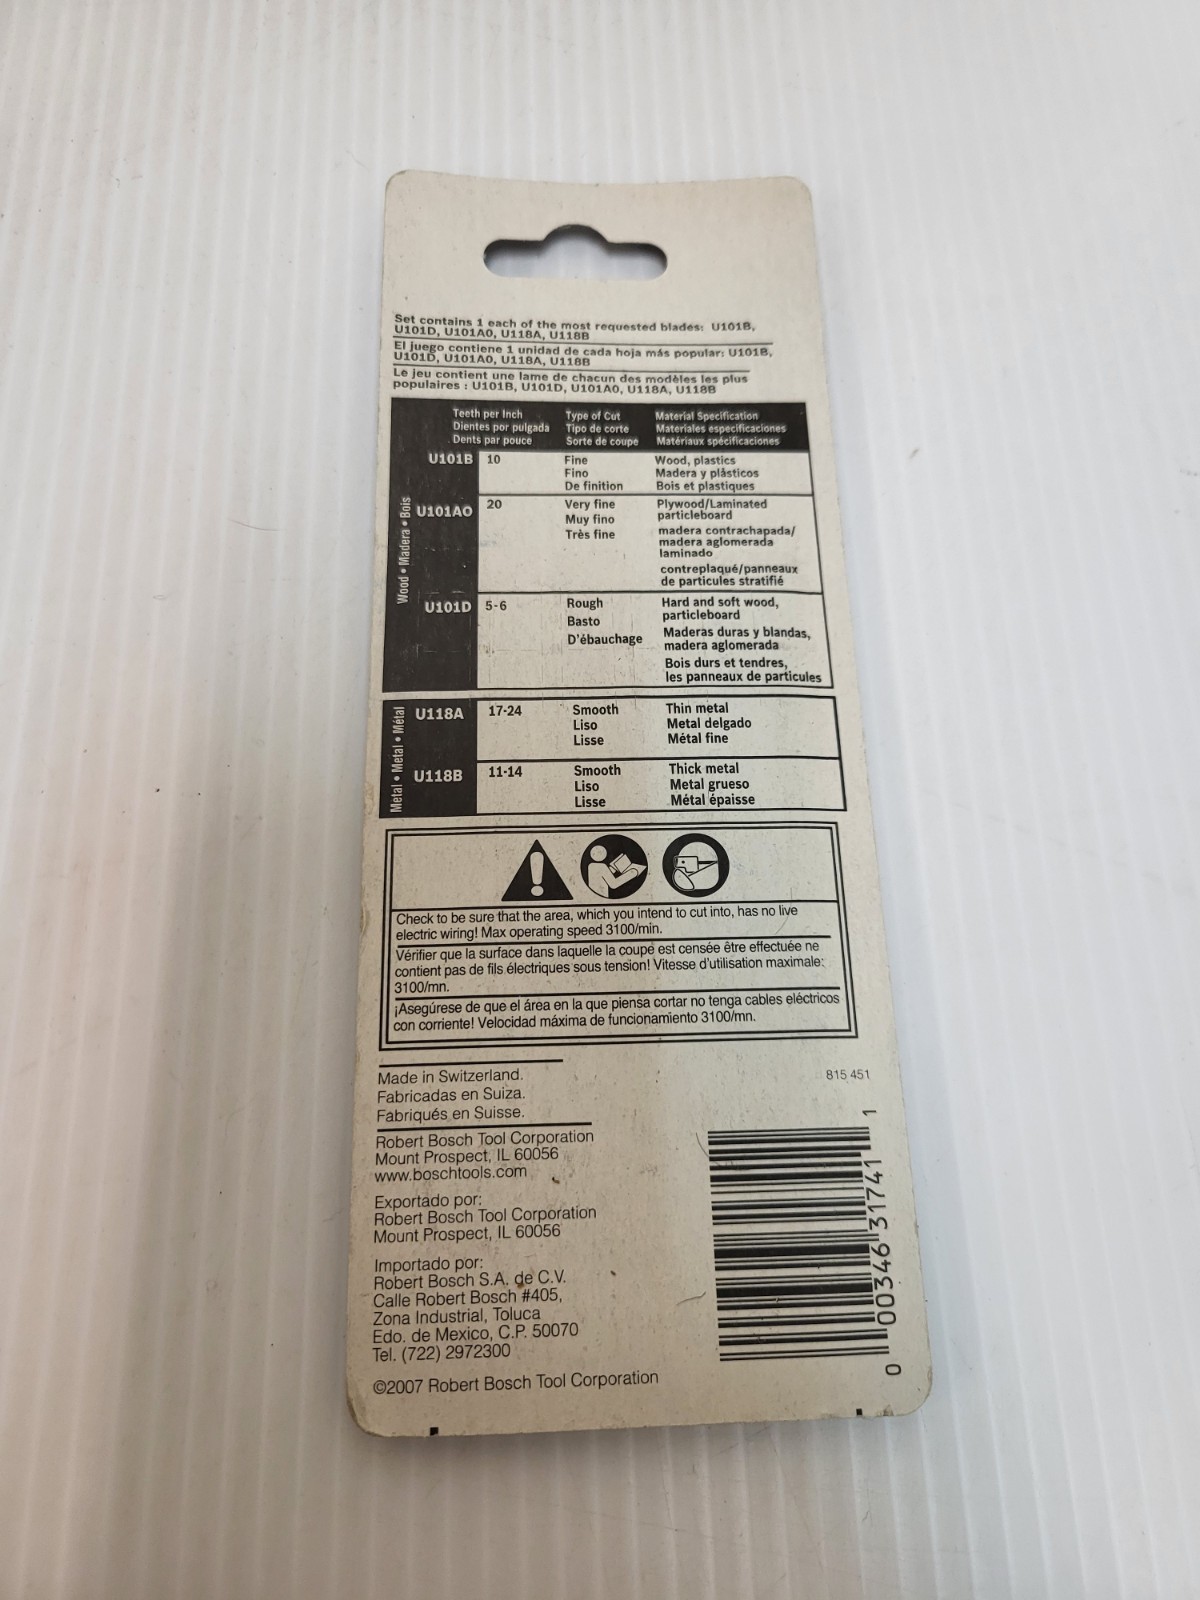 Set contains 1 each of the most requested blades: U101B,
U101D, U101A0, U118A, U118B
El juego contiene 1 unidad de cada hoja más popular: U101B,
U101D, U101A0, U118A, U118B
Le jeu contient une lame de chacun des modèles les plus
populaires : U101B, U101D, U101A0, U118A, U118B
Teeth per Inch Type of Cut Material Specification
Dientes por pulgada Tipo de corte Materiales especificaciones
Dents par pouce Sorte de coupe Matériaux spécificaciones
Wood • Madera • Bois
U101B 10 Fine Wood, plastics
Fino Madera y plásticos
De finition Bois et plastiques
U101AO 20 Very fine Plywood/Laminated
particleboard
Muy fino
Très fine
madera contrachapada/
madera aglomerada
laminado
contreplaqué/panneaux
de particules stratifié
U101D 5-6 Rough Hard and soft wood,
particleboard
Basto
D'ébauchage
Maderas duras y blandas,
madera aglomerada
Bois durs et tendres,
les panneaux de particules
Metal • Metal • Métal
U118A 17-24 Smooth Thin metal
Liso Metal delgado
Lisse Métal fine
U118B 11-14 Smooth Thick metal
Liso Metal grueso
Lisse Métal épaisse
Check to be sure that the area, which you intend to cut into, has no live
electric wiring! Max operating speed 3100/min.
Vérifier que la surface dans laquelle la coupe est censée être effectuée ne
contient pas de fils électriques sous tension! Vitesse d'utilisation maximale:
3100/mn.
¡Asegúrese de que el área en la que piensa cortar no tenga cables eléctricos
con corriente! Velocidad máxima de funcionamiento 3100/mn.
Made in Switzerland.
Fabricadas en Suiza.
Fabriqués en Suisse.
815 451
Robert Bosch Tool Corporation
Mount Prospect, IL 60056
www.boschtools.com
Exportado por:
Robert Bosch Tool Corporation
Mount Prospect, IL 60056
Importado por:
Robert Bosch S.A. de C.V.
Calle Robert Bosch #405,
Zona Industrial, Toluca
Edo. de Mexico, C.P. 50070
Tel. (722) 2972300
©2007 Robert Bosch Tool Corporation
0 00346 31741 1